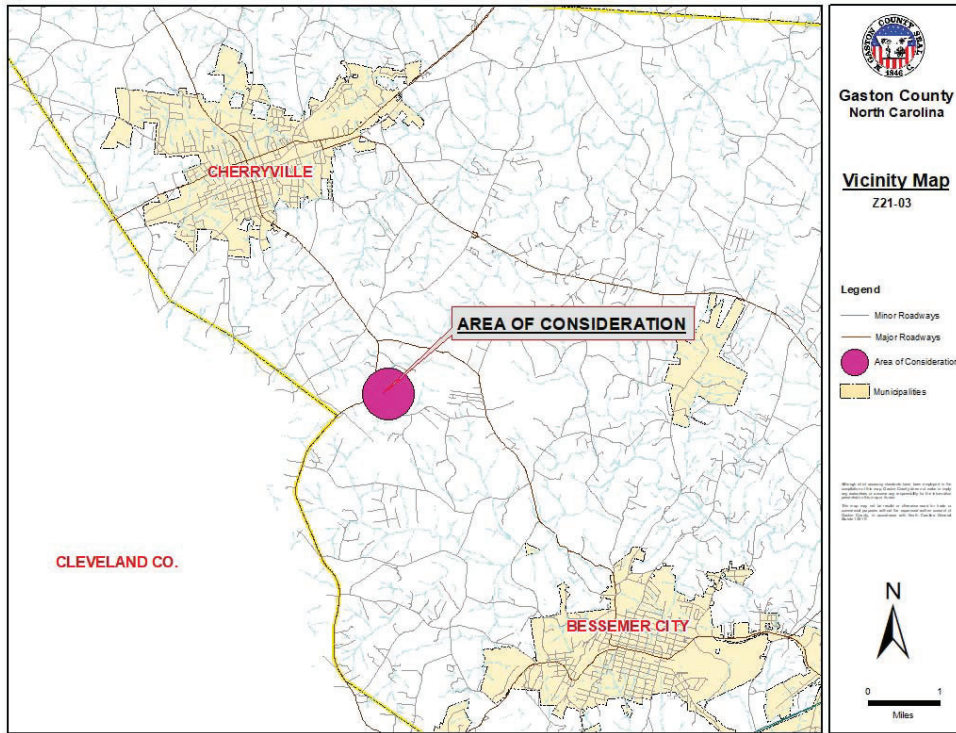 CHERRYVILLE
AREA OF CONSIDERATION
CLEVELAND CO.
BESSEMER CITY
GASTON COUNTY SEAL
N C
1846
Gaston County
North Carolina
Vicinity Map
Z21-03
Legend
Minor Roadways
Major Roadways
Area of Consideration
Municipalities
N
0 1
Miles